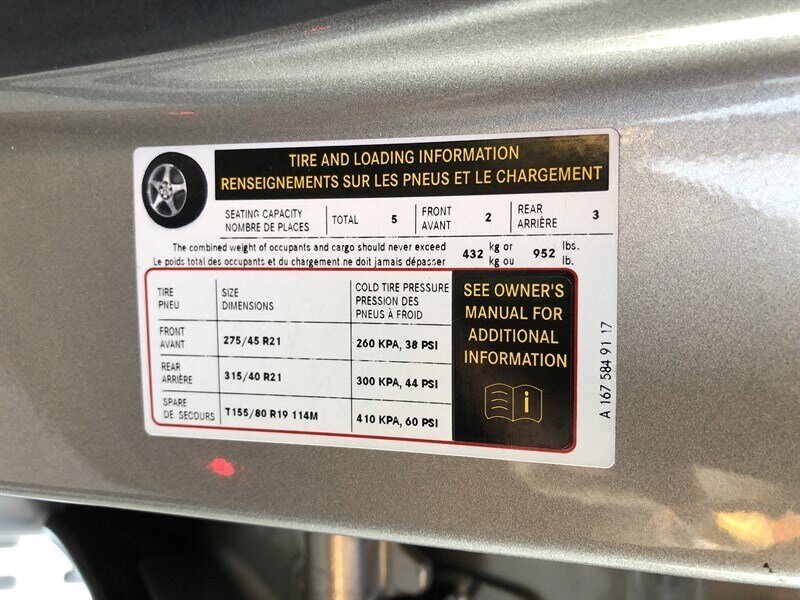 TIRE AND LOADING INFORMATION
RENSEIGNEMENTS SUR LES PNEUS ET LE CHARGEMENT
SEATING CAPACITY
NOMBRE DE PLACES
TOTAL 5
FRONT
AVANT
2
REAR
ARRIÈRE
3
The combined weight of occupants and cargo should never exceed
Le poids total des occupants et du chargement ne doit jamais dépasser
432
kg or
kg ou
952
lbs.
lb.
TIRE
PNEU
SIZE
DIMENSIONS
COLD TIRE PRESSURE
PRESSION DES
PNEUS À FROID
FRONT
AVANT
275/45 R21
260 KPA, 38 PSI
REAR
ARRIÈRE
315/40 R21
300 KPA, 44 PSI
SPARE
DE SECOURS
T155/80 R19 114M
410 KPA, 60 PSI
SEE OWNER'S
MANUAL FOR
ADDITIONAL
INFORMATION
i
A 167 584 91 17